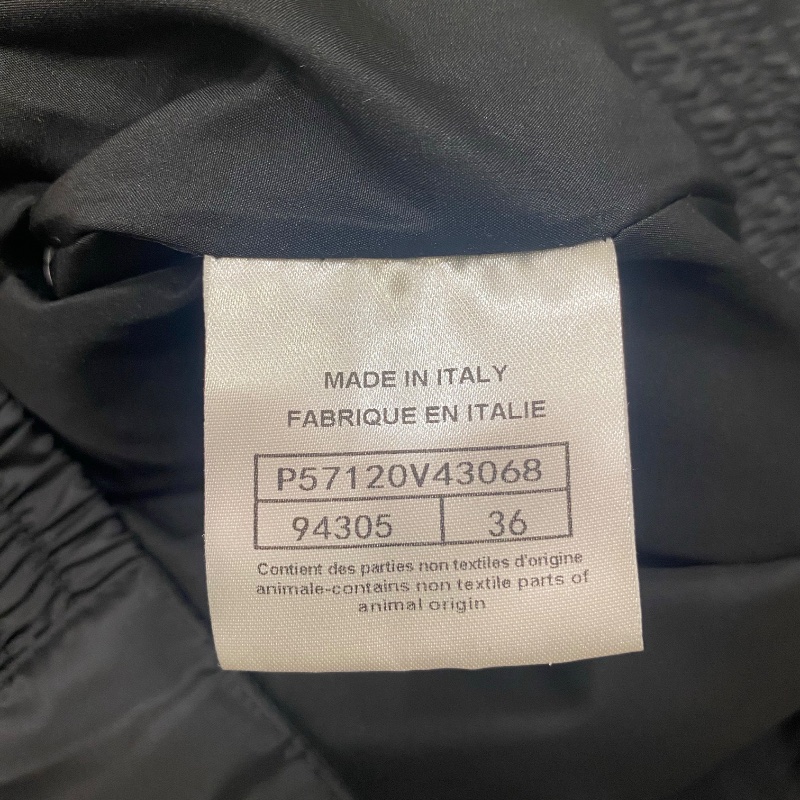 MADE IN ITALY
FABRIQUE EN ITALIE
P57120V43068
94305 36
Contient des parties non textiles d'origine
animale-contains non textile parts of
animal origin